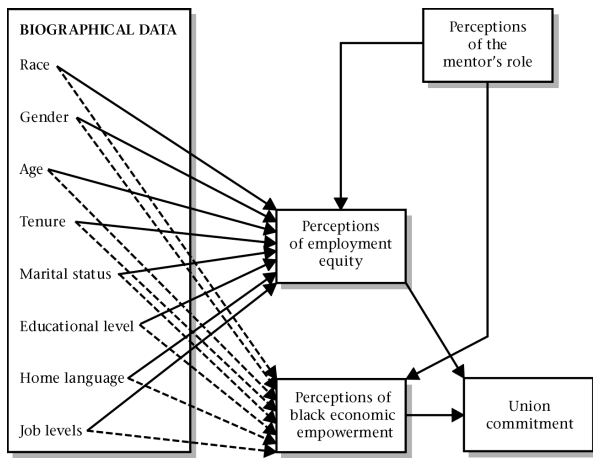 BIOGRAPHICAL DATA
Race
Gender
Age
Tenure
Marital status
Educational level
Home language
Job levels
Perceptions
of the
mentor's role
Perceptions
of employment
equity
Perceptions of
black economic
empowerment
Union
commitment